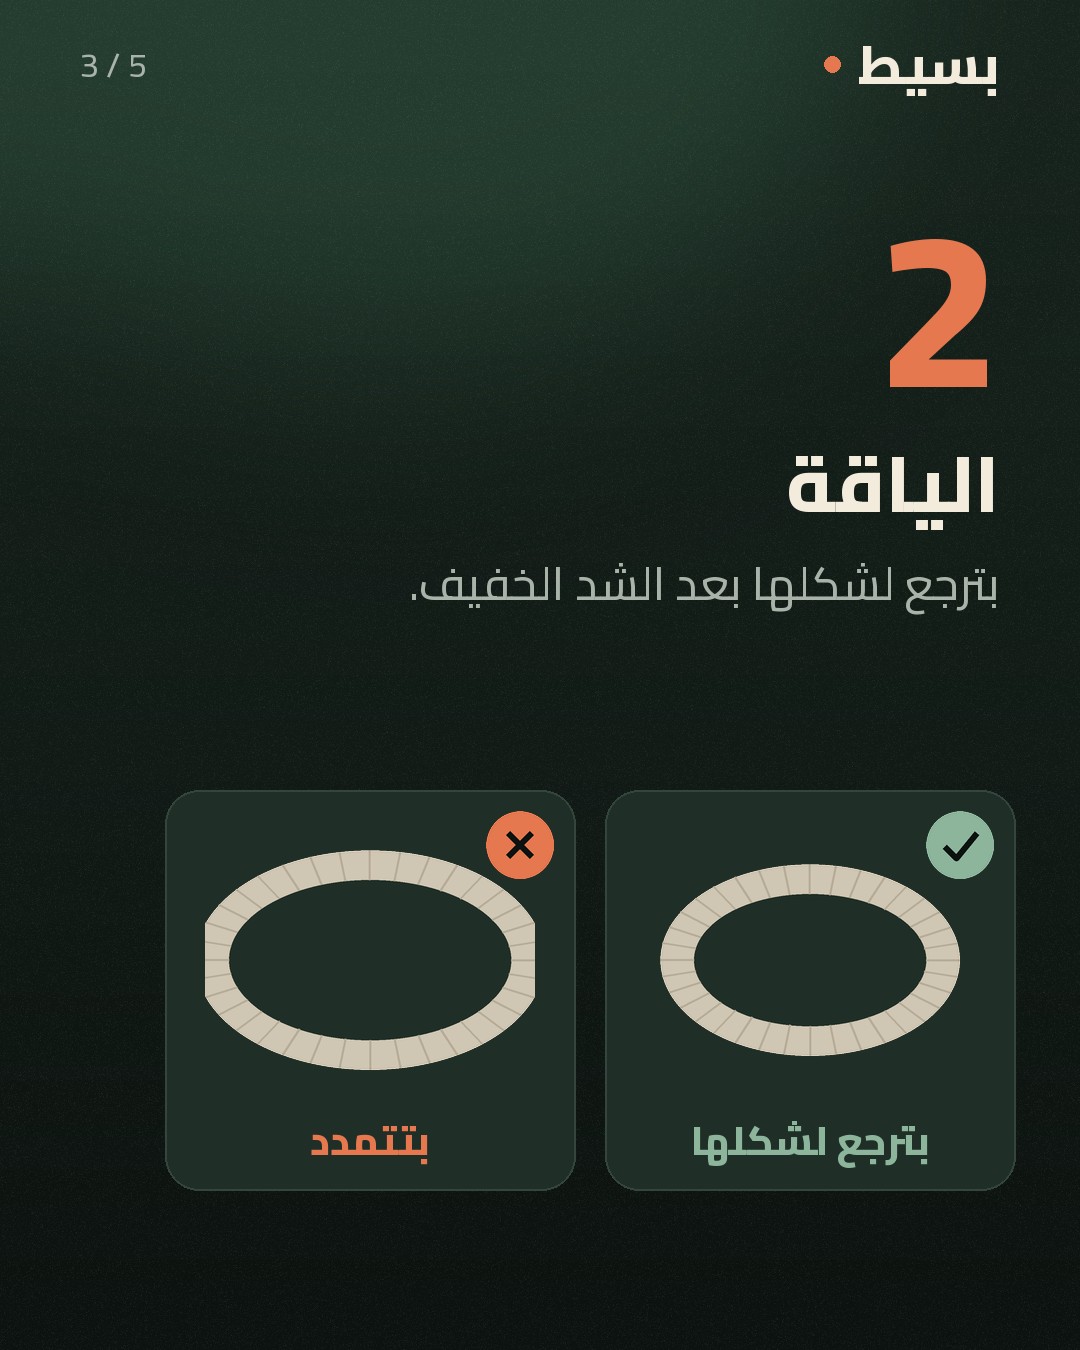 بسيط
3 / 5
2
الياقة
بترجع لشكلها بعد الشد الخفيف.
بترجع لشكلها
بتتمدد